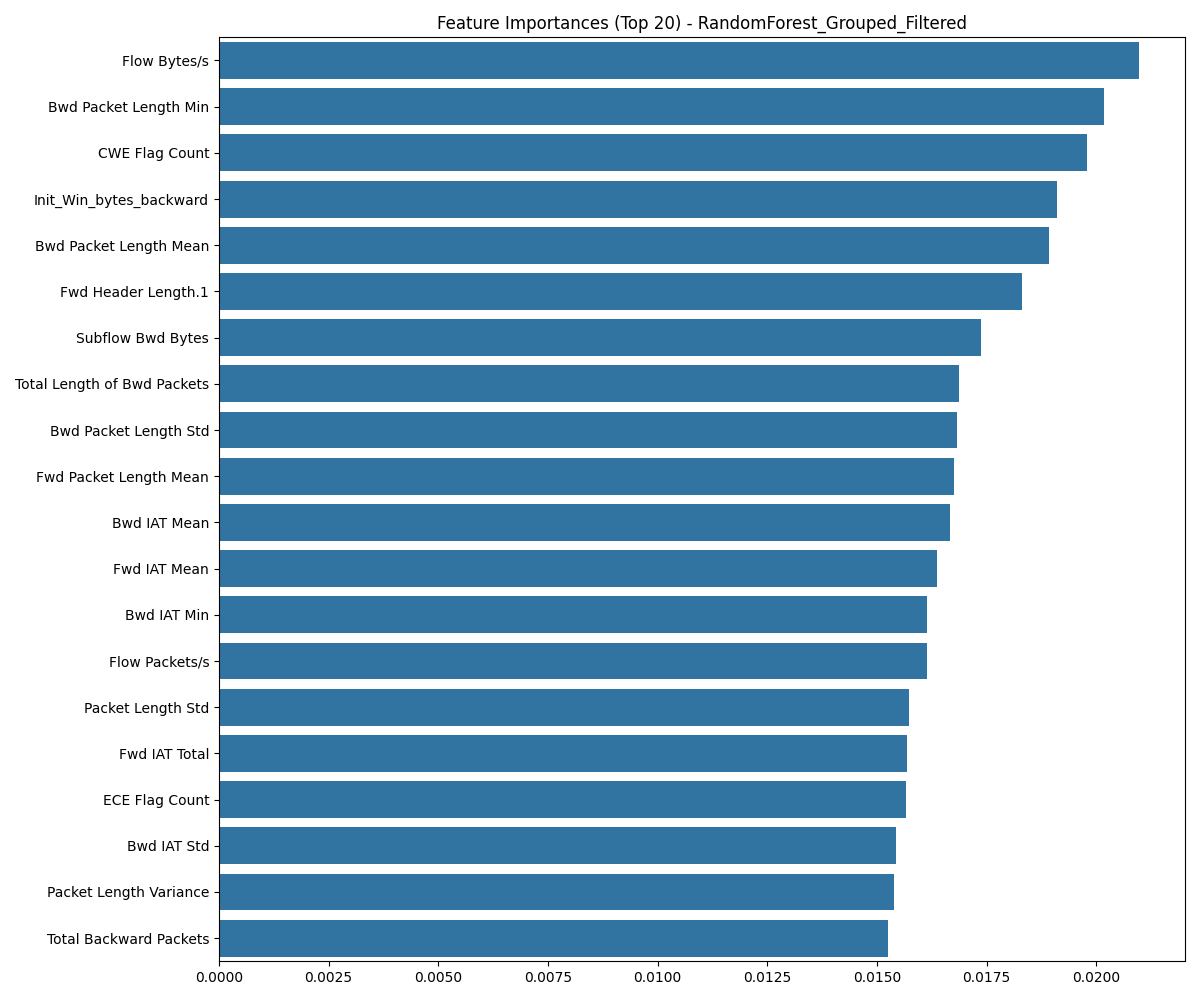 Feature Importances (Top 20) - RandomForest_Grouped_Filtered
Flow Bytes/s
Bwd Packet Length Min
CWE Flag Count
Init_Win_bytes_backward
Bwd Packet Length Mean
Fwd Header Length.1
Subflow Bwd Bytes
Total Length of Bwd Packets
Bwd Packet Length Std
Fwd Packet Length Mean
Bwd IAT Mean
Fwd IAT Mean
Bwd IAT Min
Flow Packets/s
Packet Length Std
Fwd IAT Total
ECE Flag Count
Bwd IAT Std
Packet Length Variance
Total Backward Packets
0.0000 0.0025 0.0050 0.0075 0.0100 0.0125 0.0150 0.0175 0.0200